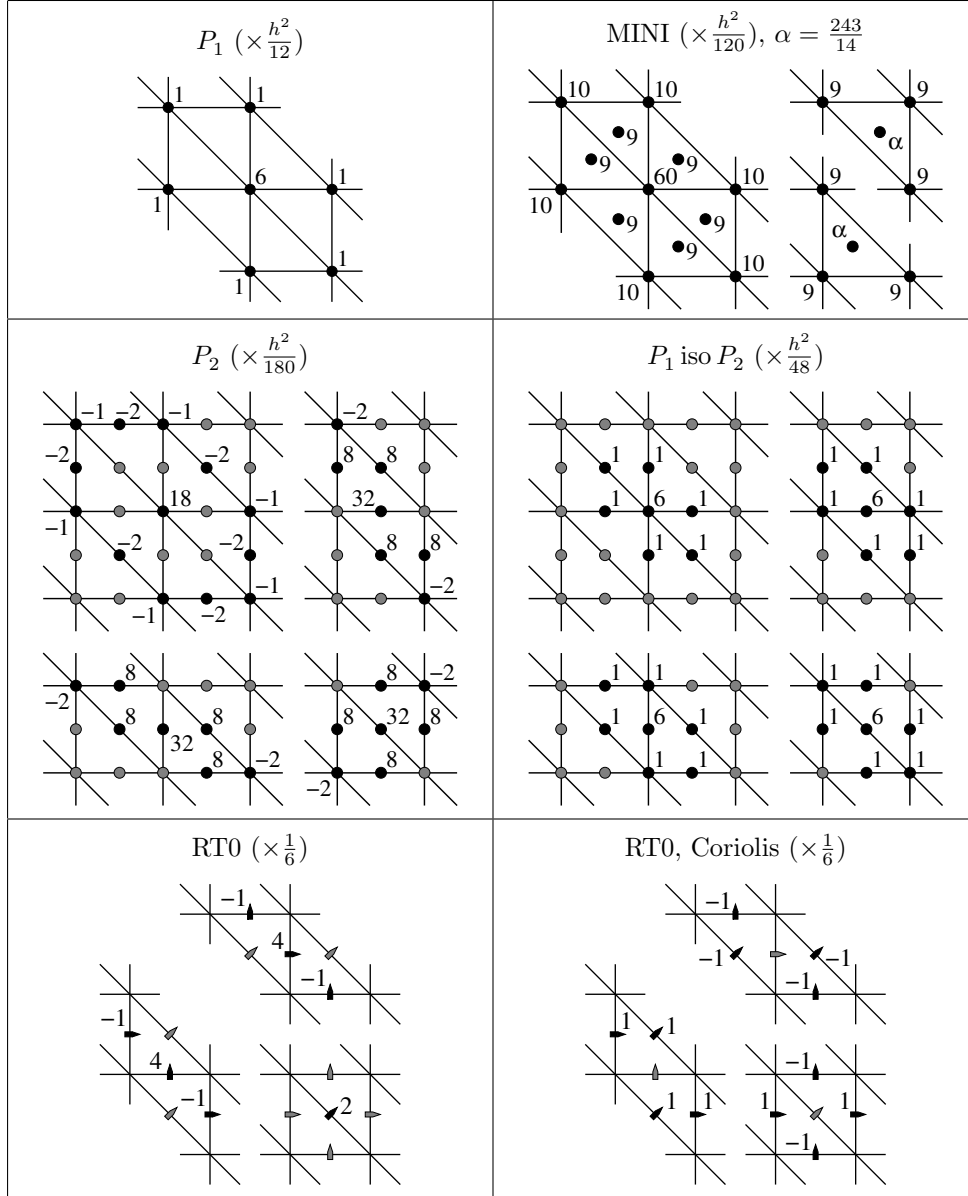 P₁ (×h²/12)
1 1
1 6 1
1 1
MINI (×h²/120), α = 243/14
10 10 9 9
9 α
9 9
10 60 10 9 9
9 9 α
9
10 10 9 9
P₂ (×h²/180)
−1 −2 −1 −2
−2 −2 8 8
−1 18 −1 32
−2 −2 8 8
−1 −2 −1 −2
8 8 −2
−2
8 8 8 32 8
32
8 −2 −2 8
P₁ iso P₂ (×h²/48)
1 1 1 1
1 6 1 1 6 1
1 1 1 1
1 1 1 1
1 6 1 1 6 1
1 1 1 1
RT0 (×1/6)
−1
4
−1
−1
4
−1 2
RT0, Coriolis (×1/6)
−1
−1 −1
−1
1 1
−1
1 1 1 1
−1